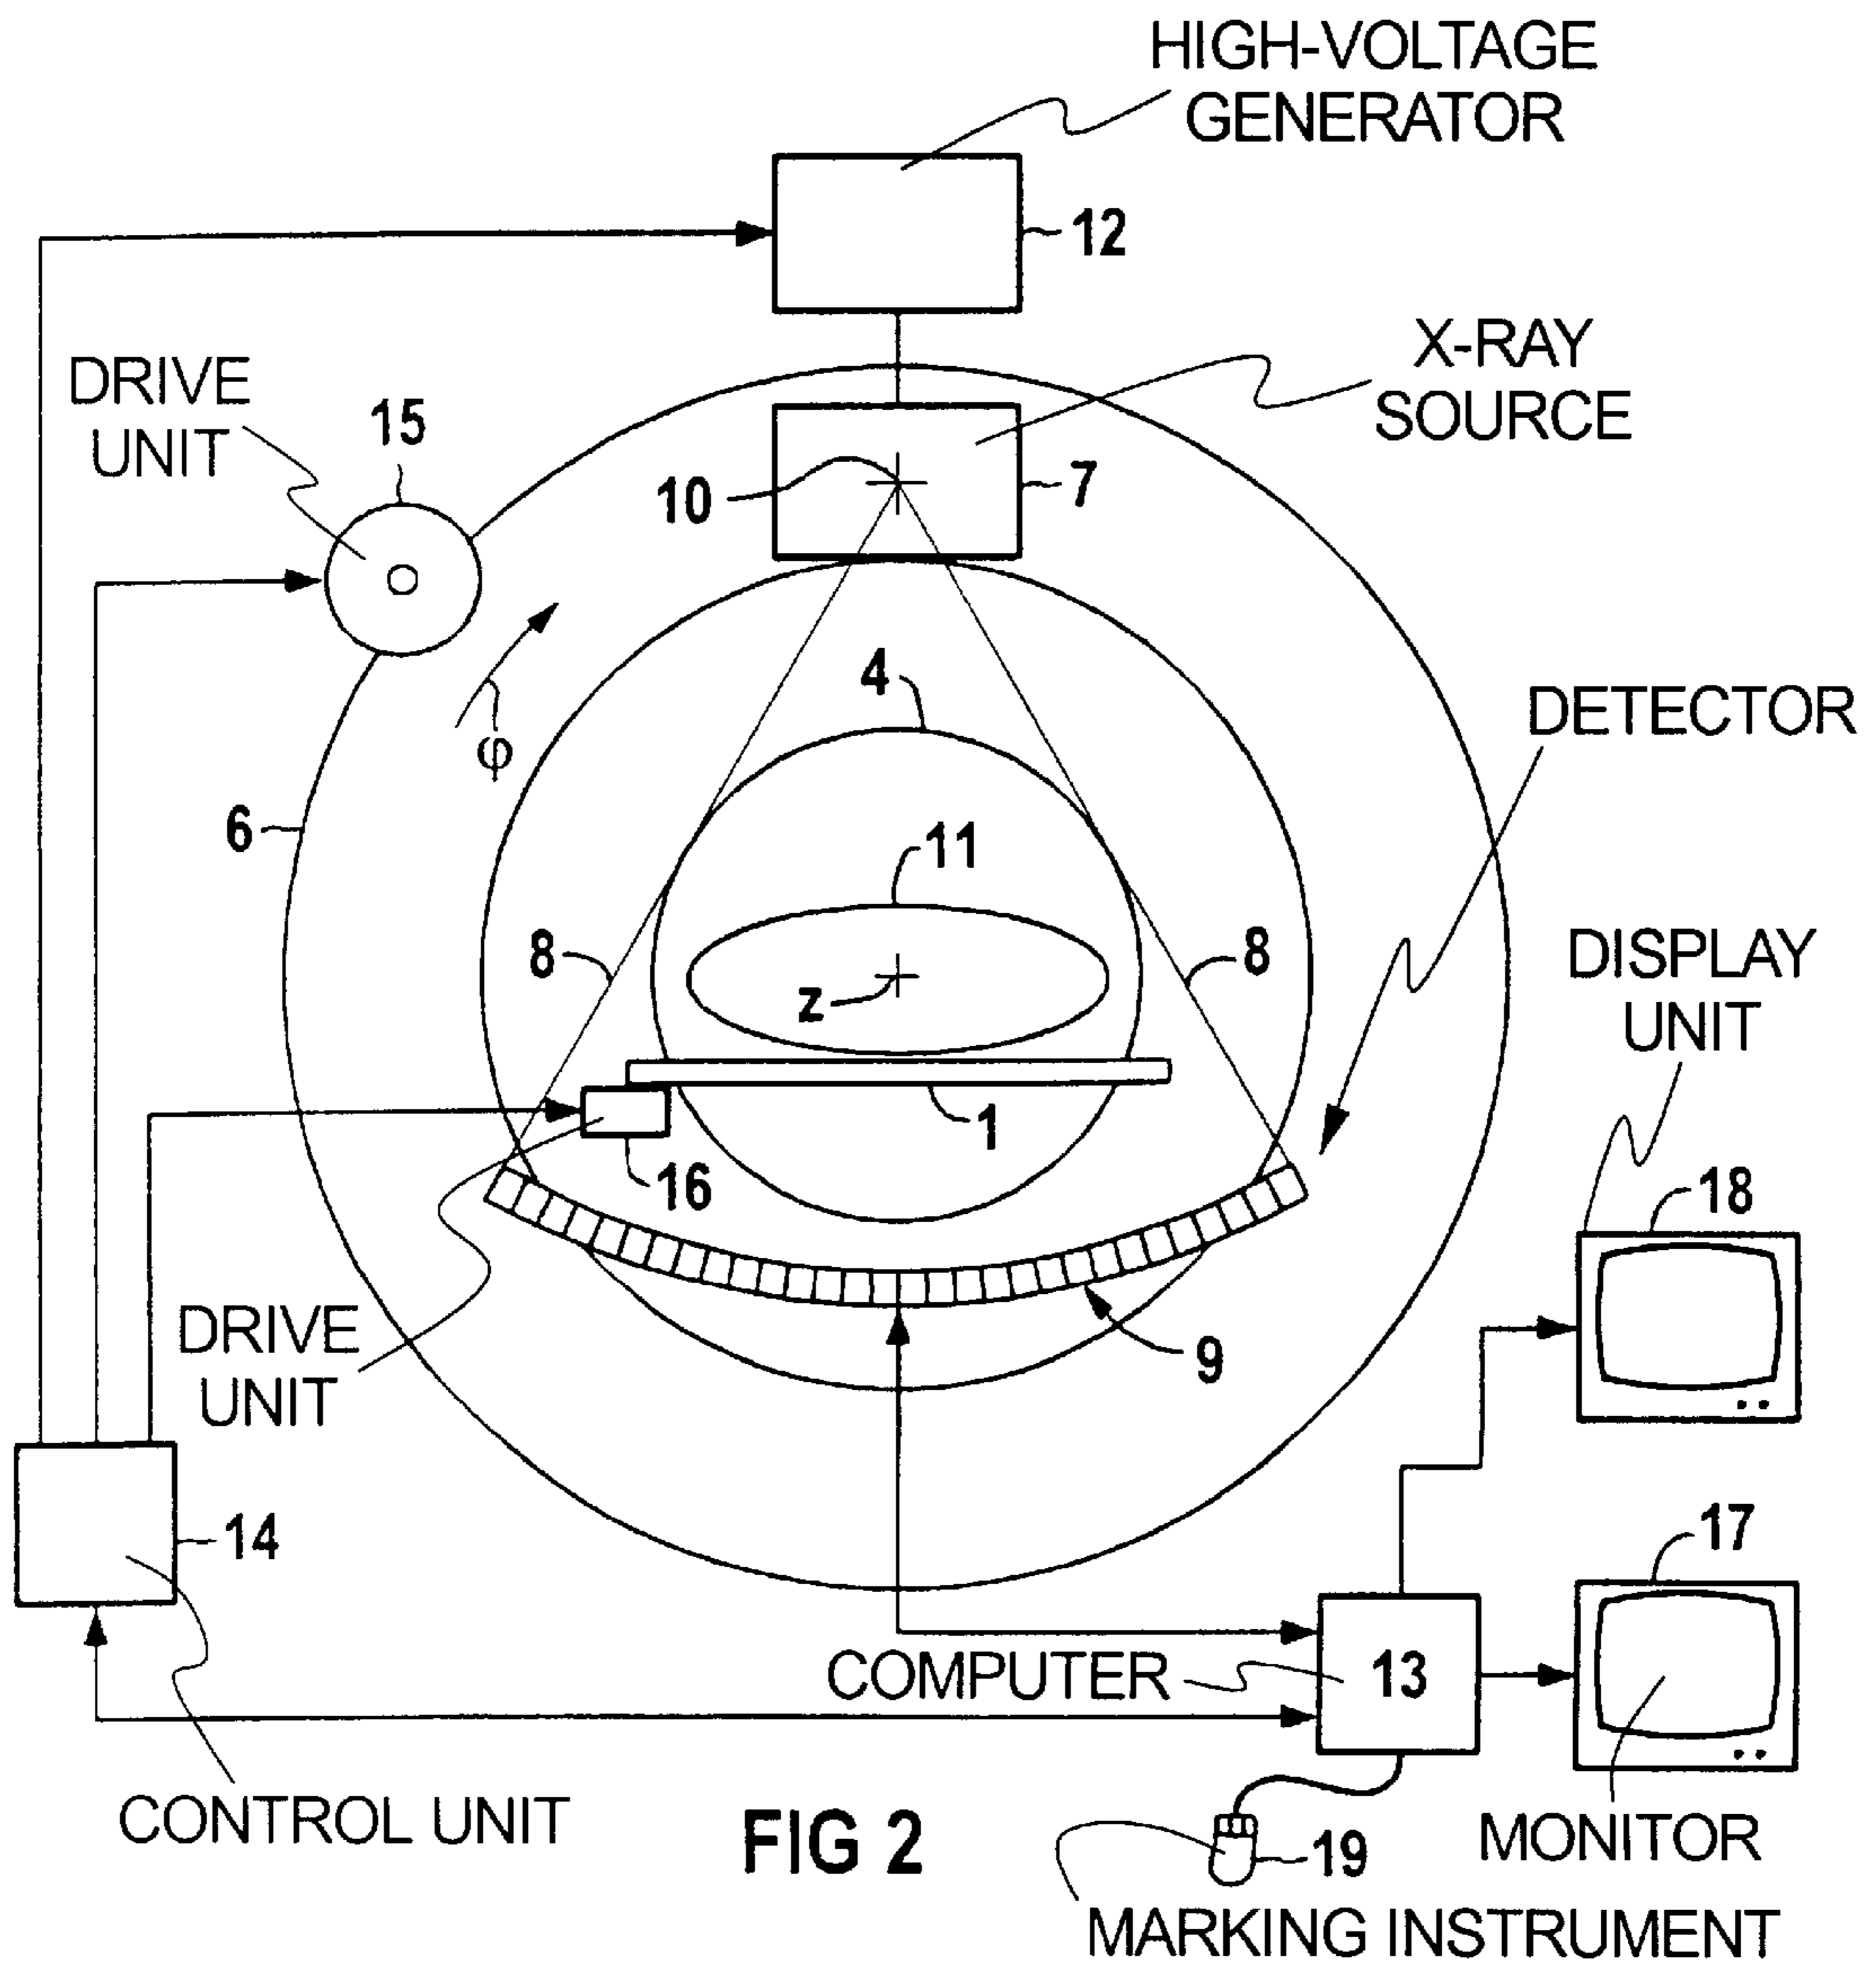 HIGH-VOLTAGE
GENERATOR
12
X-RAY
SOURCE
DRIVE
UNIT
15
10
7
4
DETECTOR
φ
6
11
8
8
DISPLAY
UNIT
z
1
16
18
DRIVE
UNIT
9
14
17
COMPUTER
13
CONTROL UNIT
FIG 2
19
MONITOR
MARKING INSTRUMENT